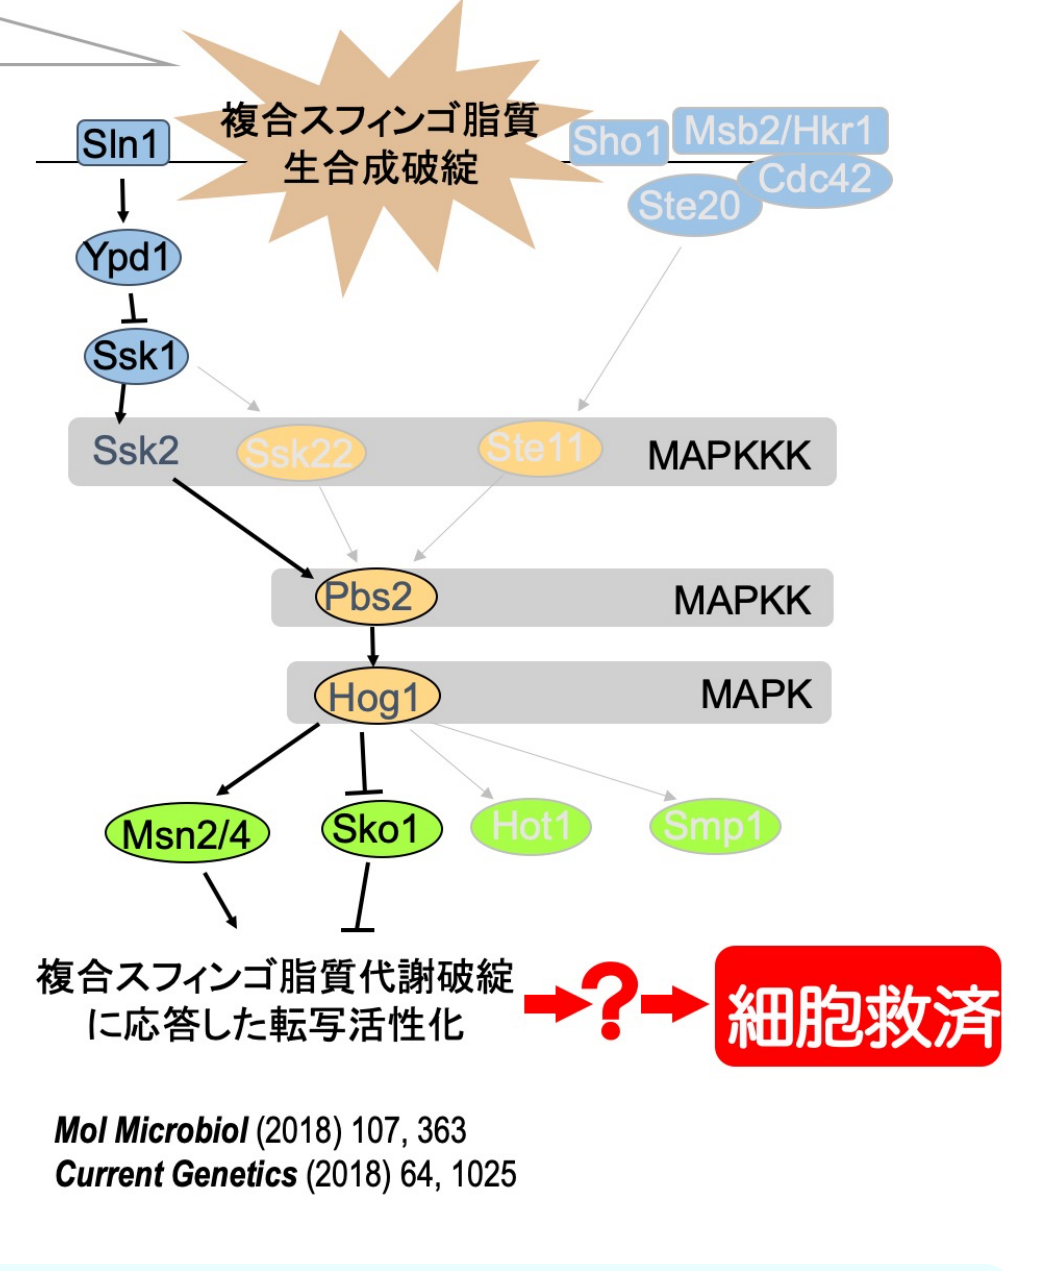 複合スフィンゴ脂質
生合成破綻
Sln1
Sho1
Msb2/Hkr1
Cdc42
Ste20
Ypd1
Ssk1
Ssk2
Ssk22
Ste11
MAPKKK
Pbs2
MAPKK
Hog1
MAPK
Msn2/4
Sko1
Hot1
Smp1
複合スフィンゴ脂質代謝破綻
に応答した転写活性化
?
細胞救済
Mol Microbiol (2018) 107, 363
Current Genetics (2018) 64, 1025